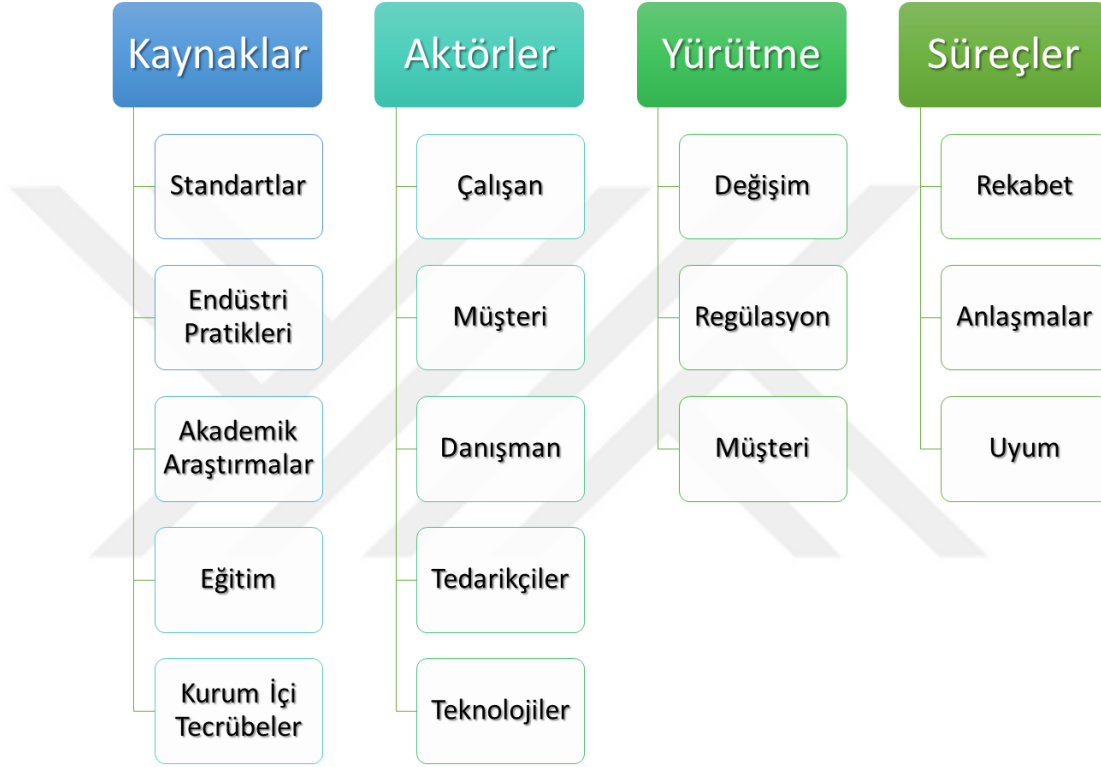 Kaynaklar
Standartlar
Endüstri
Pratikleri
Akademik
Araştırmalar
Eğitim
Kurum İçi
Tecrübeler
Aktörler
Çalışan
Müşteri
Danışman
Tedarikçiler
Teknolojiler
Yürütme
Değişim
Regülasyon
Müşteri
Süreçler
Rekabet
Anlaşmalar
Uyum